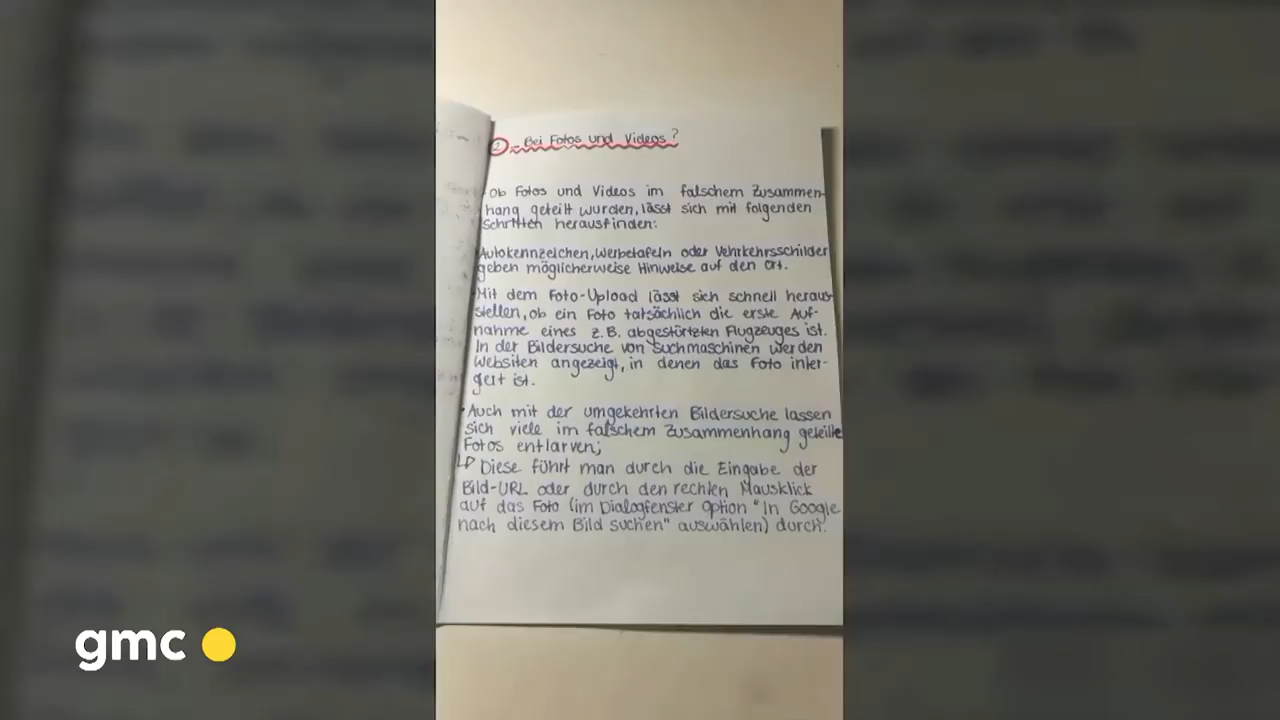 2 - Bei Fotos und Videos?
Ob Fotos und Videos im falschem Zusammen-
hang geteilt wurden, lässt sich mit folgenden
Schritten herausfinden:
Autokennzeichen, Werbetafeln oder Vehrkehrsschilder
geben möglicherweise Hinweise auf den Ort.
Mit dem Foto-Upload lässt sich schnell heraus-
stellen, ob ein Foto tatsächlich die erste Auf-
nahme eines z.B. abgestürtzten Flugzeuges ist.
In der Bildersuche von Suchmaschinen werden
Websiten angezeigt, in denen das Foto inter-
giert ist.
• Auch mit der umgekehrten Bildersuche lassen
sich viele im falschem Zusammenhang geteilte
Fotos entlarven;
↳ Diese führt man durch die Eingabe der
Bild-URL oder durch den rechten Mausklick
auf das Foto (im Dialogfenster Option "In Google
nach diesem Bild suchen" auswählen) durch.
gmc